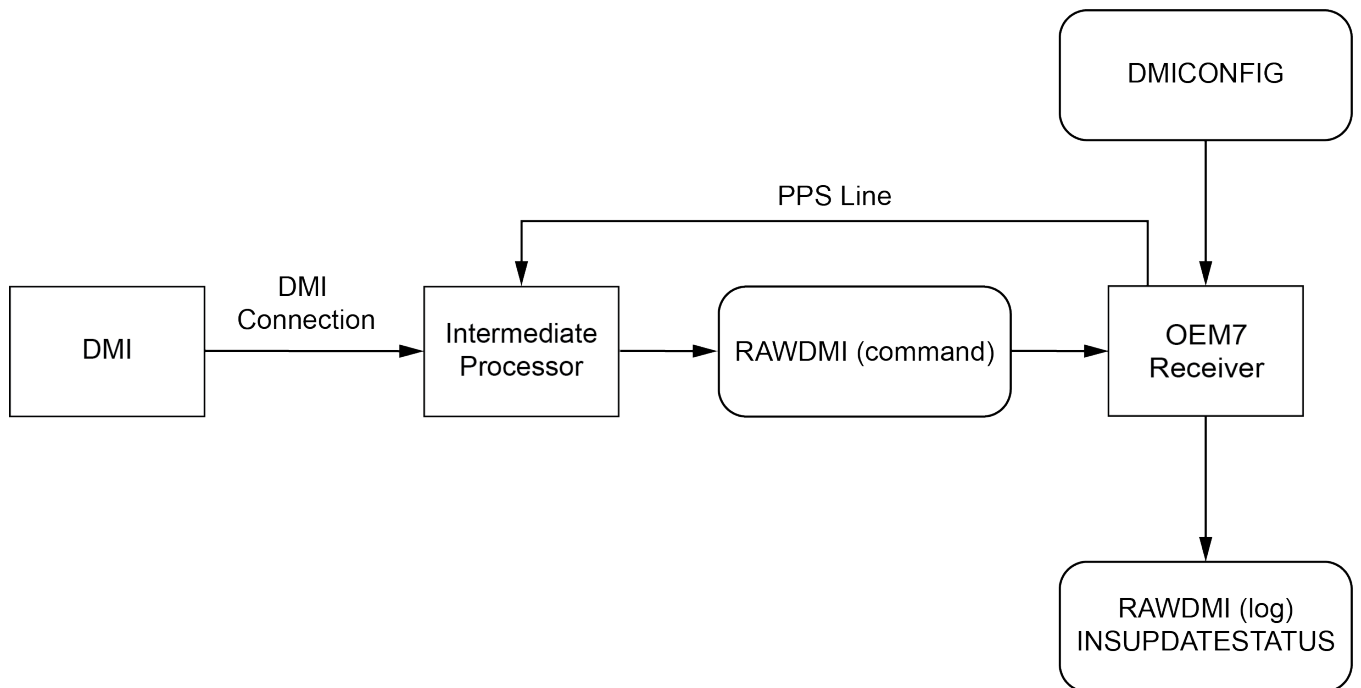 DMICONFIG
PPS Line
DMI
Connection
DMI
Intermediate
Processor
RAWDMI (command)
OEM7
Receiver
RAWDMI (log)
INSUPDATESTATUS